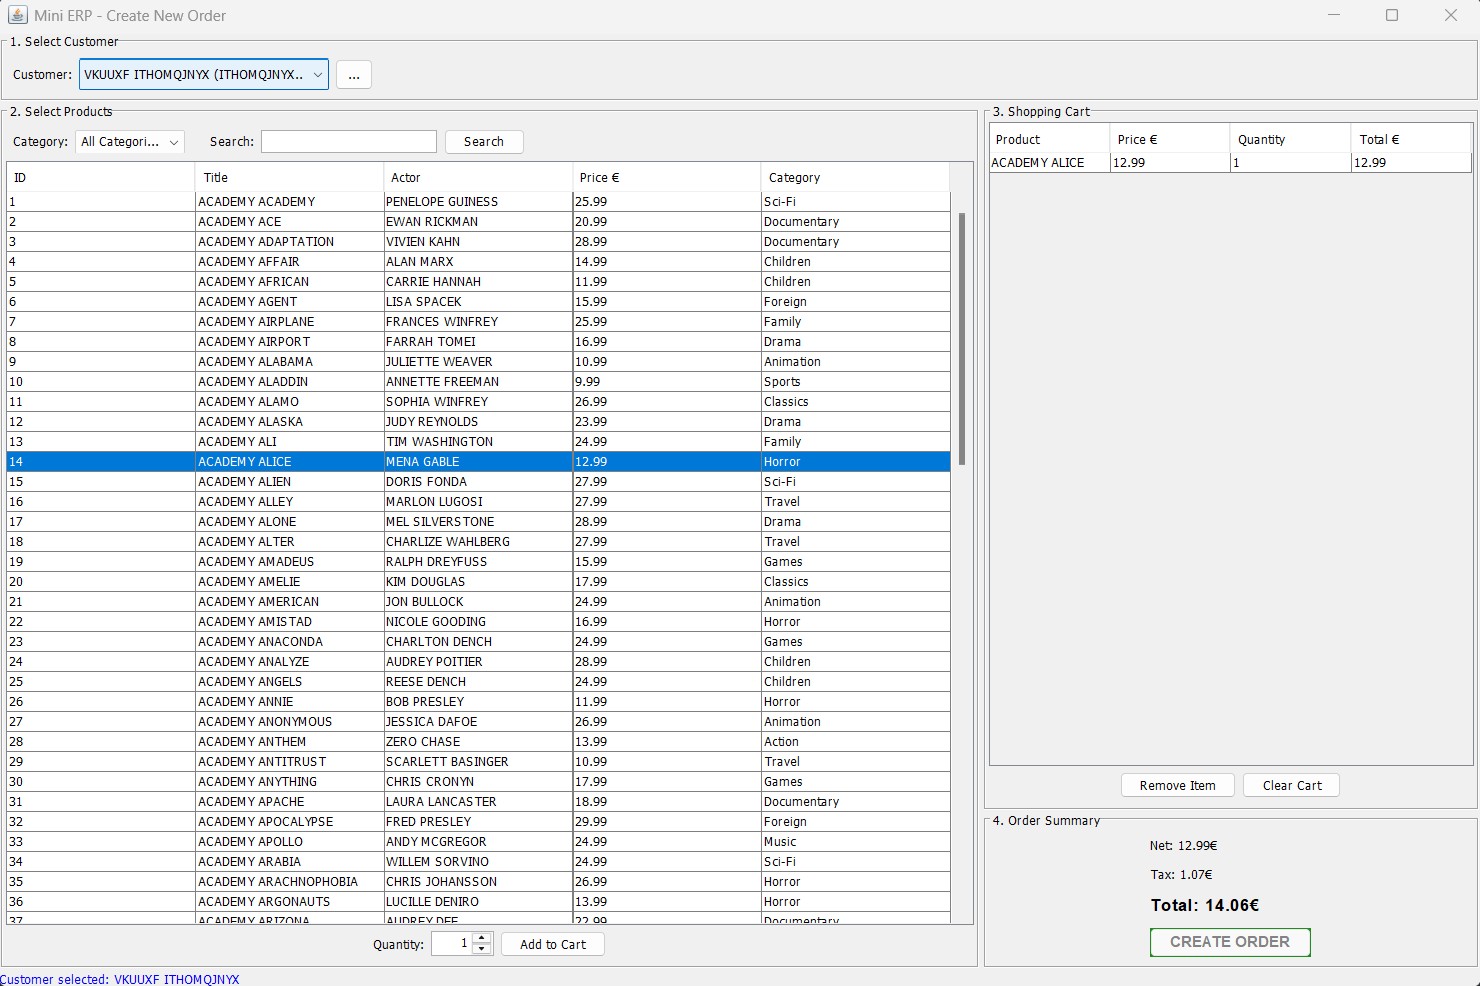 Mini ERP - Create New Order
1. Select Customer
Customer: VKUUXF ITHOMQJNYX (ITHOMQJNYX.. ...
2. Select Products
Category: All Categori... Search: Search
ID Title Actor Price € Category
1 ACADEMY ACADEMY PENELOPE GUINESS 25.99 Sci-Fi
2 ACADEMY ACE EWAN RICKMAN 20.99 Documentary
3 ACADEMY ADAPTATION VIVIEN KAHN 28.99 Documentary
4 ACADEMY AFFAIR ALAN MARX 14.99 Children
5 ACADEMY AFRICAN CARRIE HANNAH 11.99 Children
6 ACADEMY AGENT LISA SPACEK 15.99 Foreign
7 ACADEMY AIRPLANE FRANCES WINFREY 25.99 Family
8 ACADEMY AIRPORT FARRAH TOMEI 16.99 Drama
9 ACADEMY ALABAMA JULIETTE WEAVER 10.99 Animation
10 ACADEMY ALADDIN ANNETTE FREEMAN 9.99 Sports
11 ACADEMY ALAMO SOPHIA WINFREY 26.99 Classics
12 ACADEMY ALASKA JUDY REYNOLDS 23.99 Drama
13 ACADEMY ALI TIM WASHINGTON 24.99 Family
14 ACADEMY ALICE MENA GABLE 12.99 Horror
15 ACADEMY ALIEN DORIS FONDA 27.99 Sci-Fi
16 ACADEMY ALLEY MARLON LUGOSI 27.99 Travel
17 ACADEMY ALONE MEL SILVERSTONE 28.99 Drama
18 ACADEMY ALTER CHARLIZE WAHLBERG 27.99 Travel
19 ACADEMY AMADEUS RALPH DREYFUSS 15.99 Games
20 ACADEMY AMELIE KIM DOUGLAS 17.99 Classics
21 ACADEMY AMERICAN JON BULLOCK 24.99 Animation
22 ACADEMY AMISTAD NICOLE GOODING 16.99 Horror
23 ACADEMY ANACONDA CHARLTON DENCH 24.99 Games
24 ACADEMY ANALYZE AUDREY POITIER 28.99 Children
25 ACADEMY ANGELS REESE DENCH 24.99 Children
26 ACADEMY ANNIE BOB PRESLEY 11.99 Horror
27 ACADEMY ANONYMOUS JESSICA DAFOE 26.99 Animation
28 ACADEMY ANTHEM ZERO CHASE 13.99 Action
29 ACADEMY ANTITRUST SCARLETT BASINGER 10.99 Travel
30 ACADEMY ANYTHING CHRIS CRONYN 17.99 Games
31 ACADEMY APACHE LAURA LANCASTER 18.99 Documentary
32 ACADEMY APOCALYPSE FRED PRESLEY 29.99 Foreign
33 ACADEMY APOLLO ANDY MCGREGOR 24.99 Music
34 ACADEMY ARABIA WILLEM SORVINO 24.99 Sci-Fi
35 ACADEMY ARACHNOPHOBIA CHRIS JOHANSSON 26.99 Horror
36 ACADEMY ARGONAUTS LUCILLE DENIRO 13.99 Horror
37 ACADEMY ARIZONA AUDREY DEE 22.99 Documentary
Quantity: 1 Add to Cart
3. Shopping Cart
Product Price € Quantity Total €
ACADEMY ALICE 12.99 1 12.99
Remove Item Clear Cart
4. Order Summary
Net: 12.99€
Tax: 1.07€
Total: 14.06€
CREATE ORDER
Customer selected: VKUUXF ITHOMQJNYX